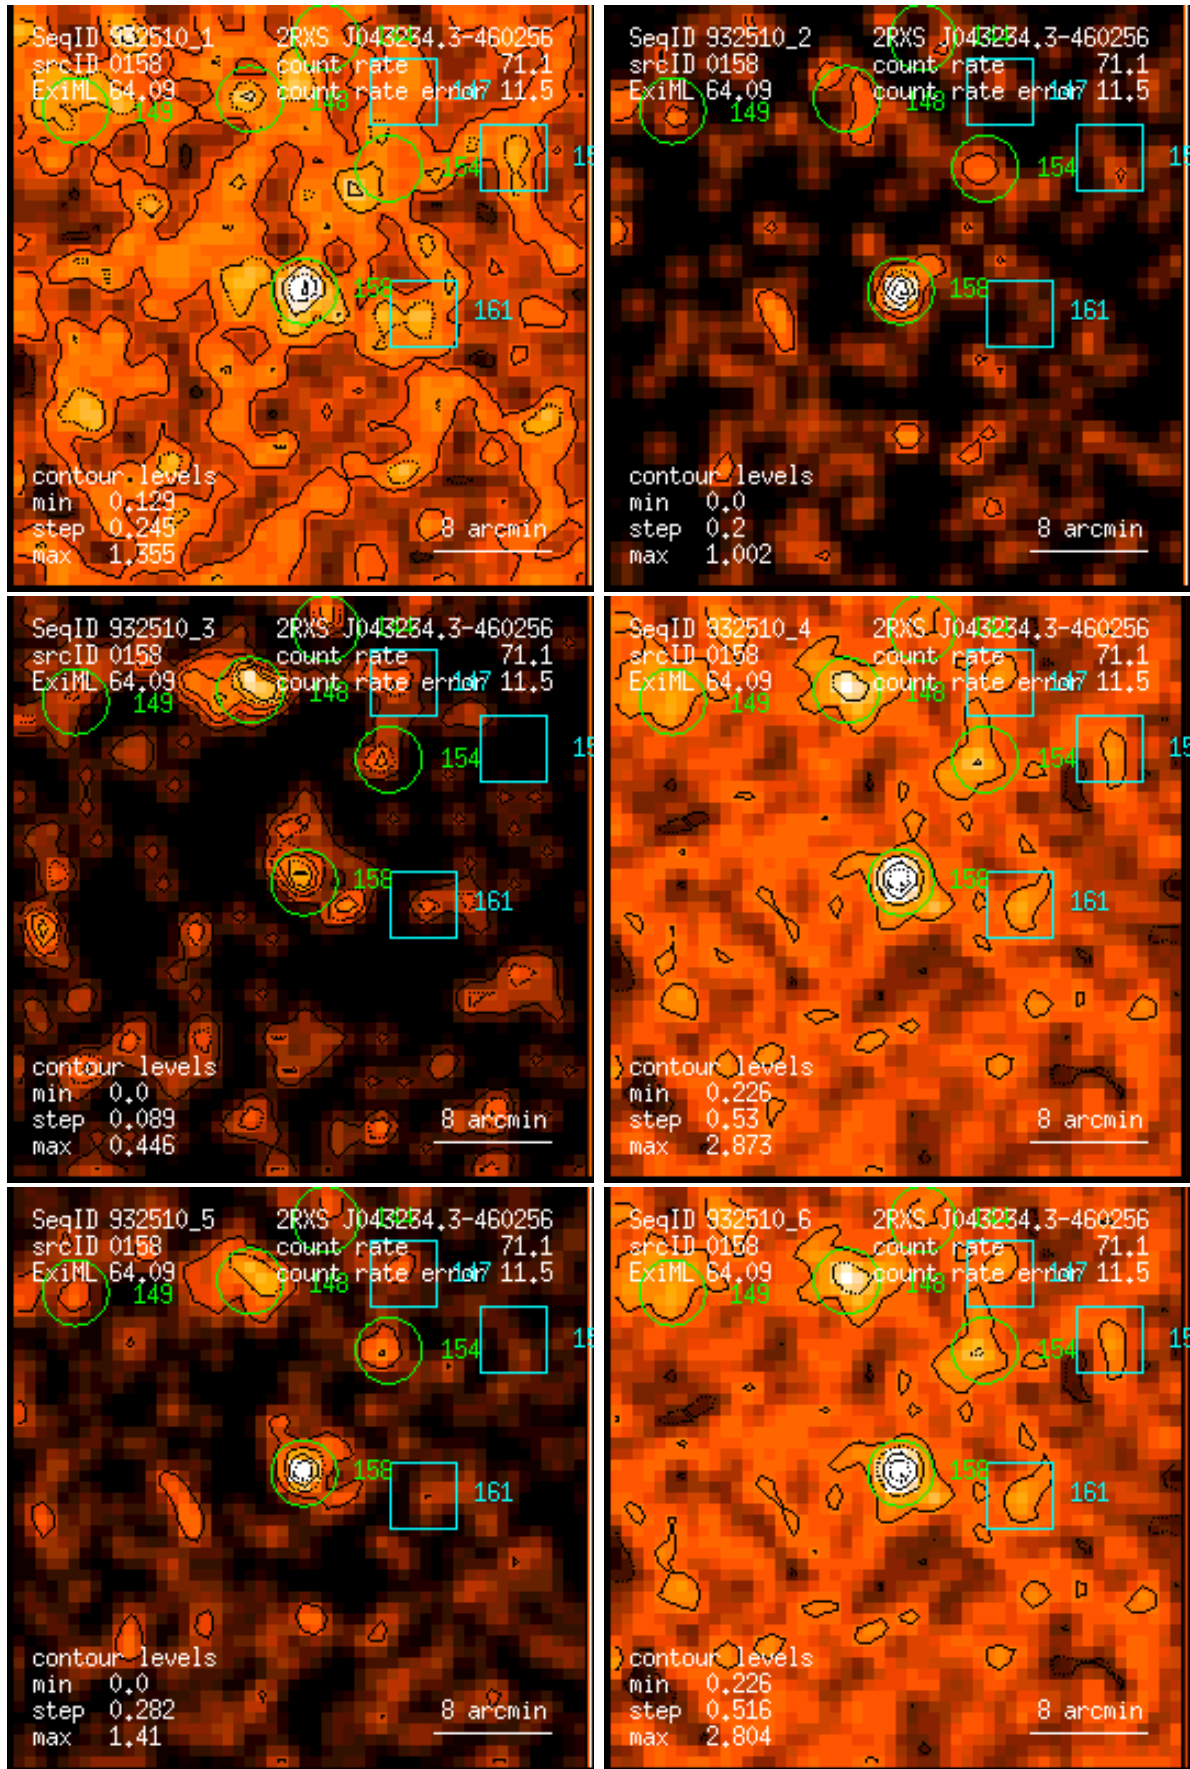 SeqID 932510_1 2RXS J043234.3-460256
srcID 0158 count rate 71.1
ExiML 64.09 count rate error 11.5
149 148 147
154 15
158
161
contour levels
min 0.129
step 0.245 8 arcmin
max 1.355
SeqID 932510_2 2RXS J043234.3-460256
srcID 0158 count rate 71.1
ExiML 64.09 count rate error 11.5
149 148 147
154 15
158
161
contour levels
min 0.0
step 0.2 8 arcmin
max 1.002
SeqID 932510_3 2RXS J043234.3-460256
srcID 0158 count rate 71.1
ExiML 64.09 count rate error 11.5
149 148 147
154 15
158
161
contour levels
min 0.0
step 0.089 8 arcmin
max 0.446
SeqID 932510_4 2RXS J043234.3-460256
srcID 0158 count rate 71.1
ExiML 64.09 count rate error 11.5
149 148 147
154 15
158
161
contour levels
min 0.226
step 0.53 8 arcmin
max 2.873
SeqID 932510_5 2RXS J043234.3-460256
srcID 0158 count rate 71.1
ExiML 64.09 count rate error 11.5
149 148 147
154 15
158
161
contour levels
min 0.0
step 0.282 8 arcmin
max 1.41
SeqID 932510_6 2RXS J043234.3-460256
srcID 0158 count rate 71.1
ExiML 64.09 count rate error 11.5
149 148 147
154 15
158
161
contour levels
min 0.226
step 0.516 8 arcmin
max 2.804